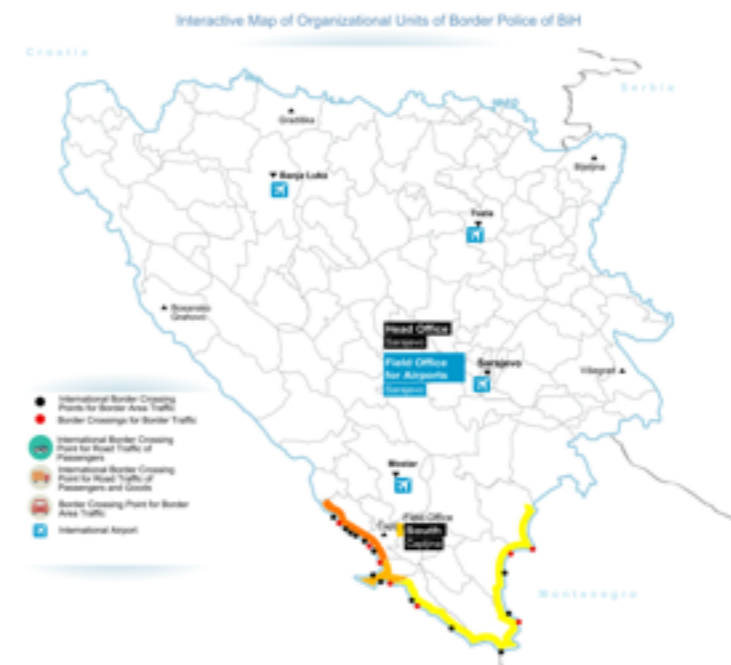 Interactive Map of Organizational Units of Border Police of BiH
Croatia
Serbia
Gradiška
Bijeljina
Banja Luka
Tuzla
Bosansko
Grahovo
Head Office
Sarajevo
Field Office
for Airports
Sarajevo
Sarajevo
Višegrad
International Border Crossing
Points for Border Area Traffic
Border Crossings for Border Traffic
International Border Crossing
Point for Road Traffic of
Passengers
International Border Crossing
Point for Road Traffic of
Passengers and Goods
Border Crossing Point for Border
Area Traffic
International Airport
Mostar
Field Office
South
Capljina
Montenegro